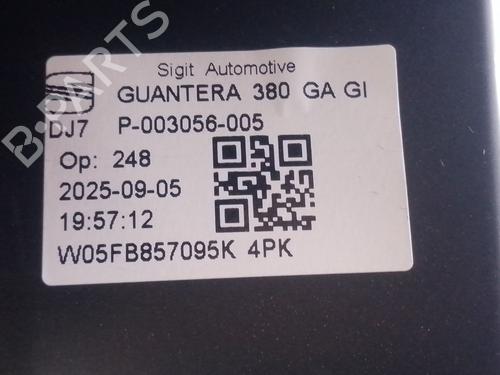 Sigit Automotive
GUANTERA 380 GA GI
DJ7 P-003056-005
Op: 248
2025-09-05
19:57:12
W05FB857095K 4PK
B-PARTS